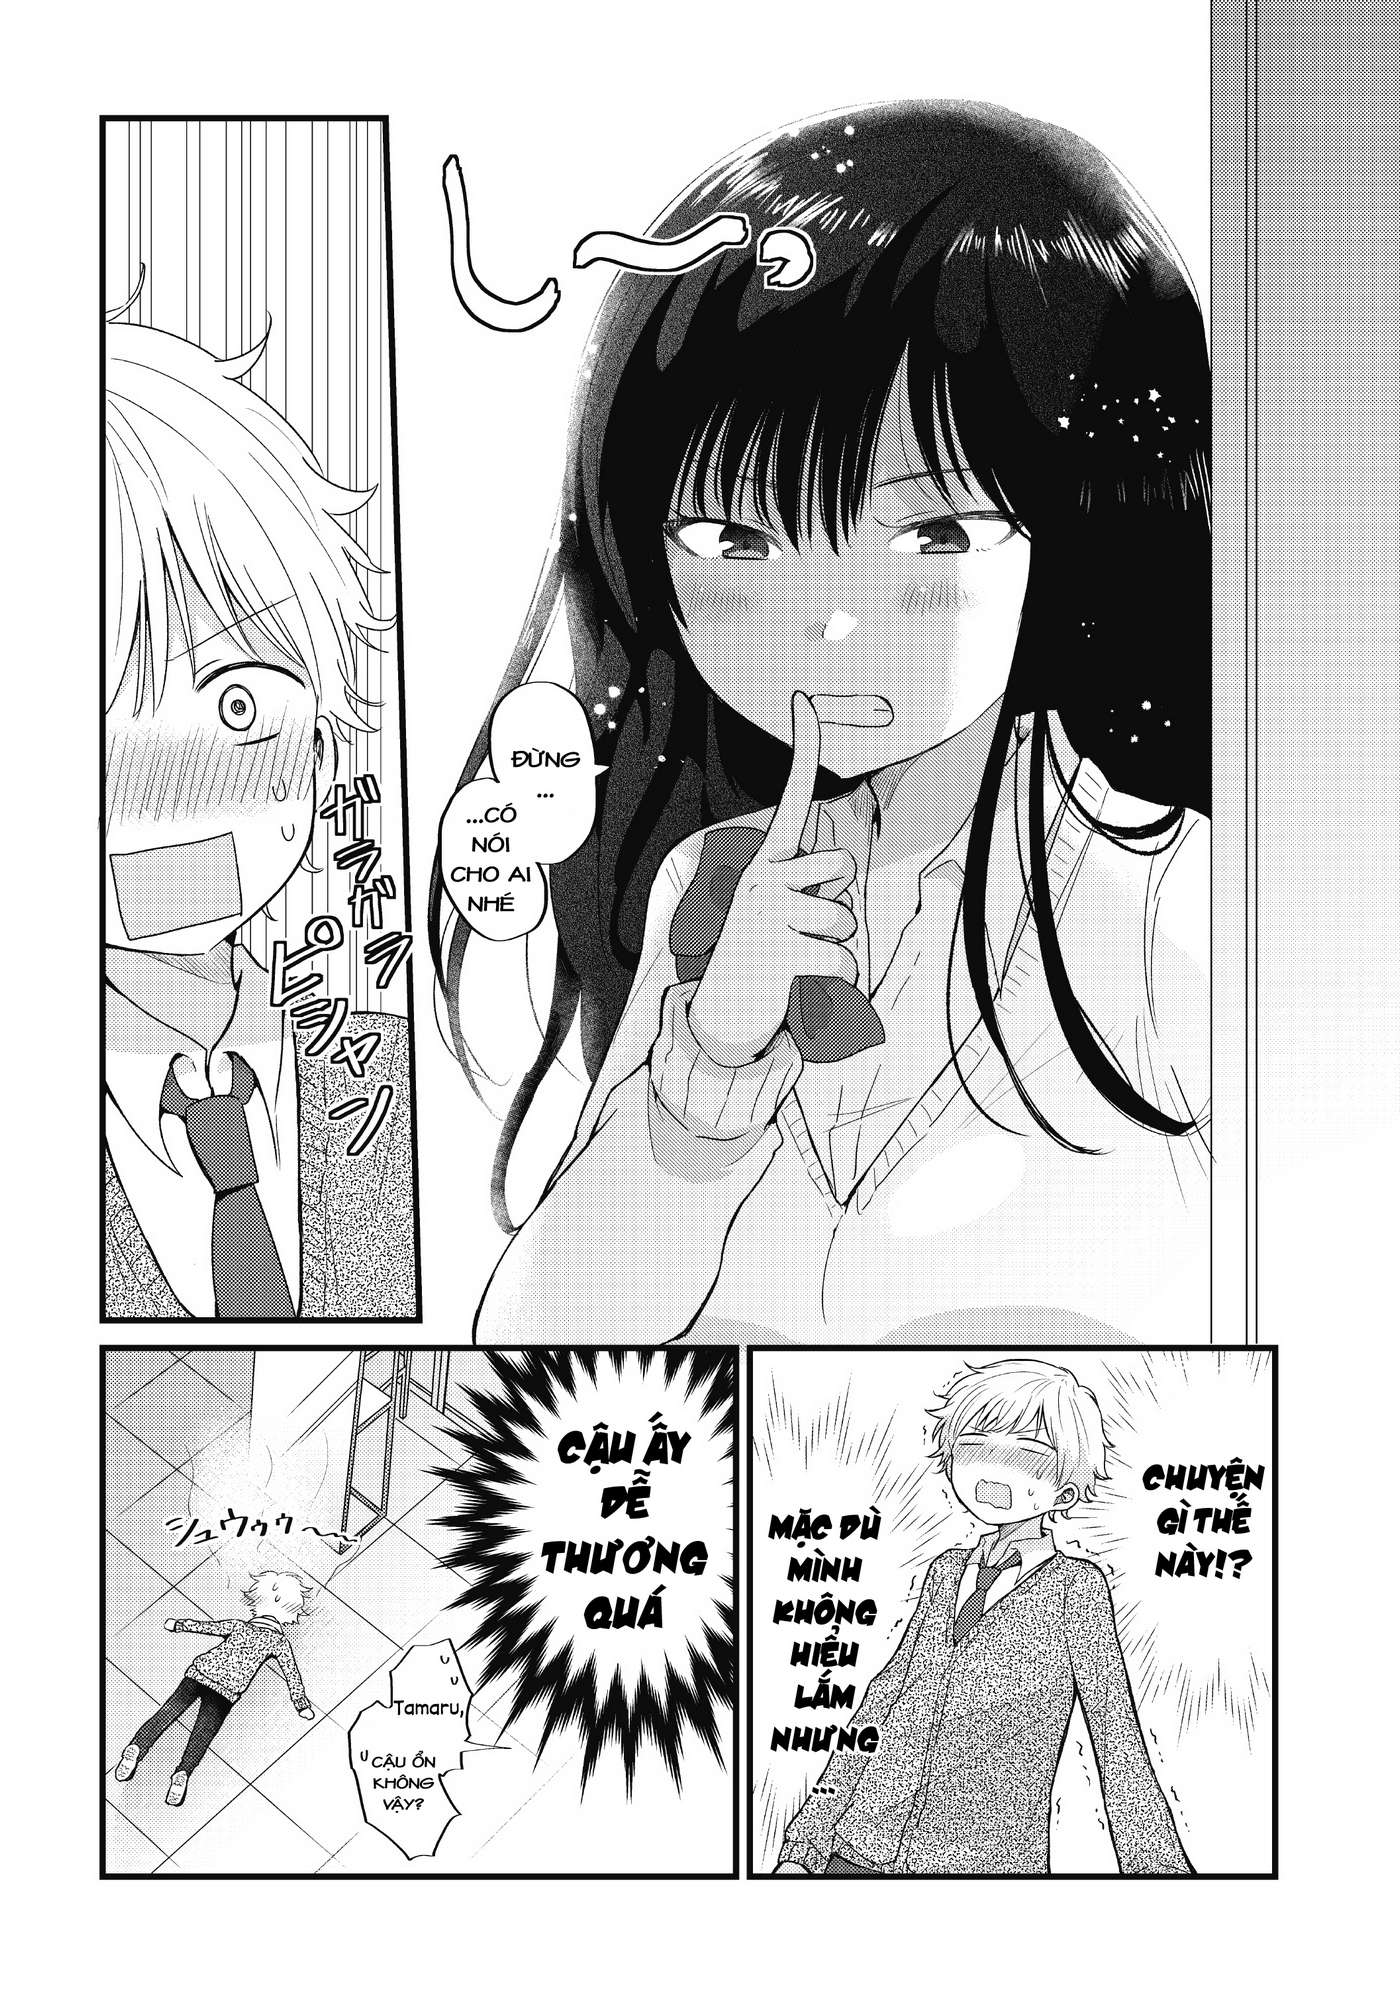 しーっ
ĐỪNG
...
...CÓ
NÓI
CHO AI
NHÉ
ガラガラ
ピシャン
CHUYỆN
GÌ THẾ
NÀY!?
MẶC DÙ
MÌNH
KHÔNG
HIỂU
LẮM
NHƯNG
...
CẬU ẤY
DỄ
THƯƠNG
QUÁ
シュウゥゥ〜
Tamaru,
CẬU ỔN
KHÔNG
VẬY?